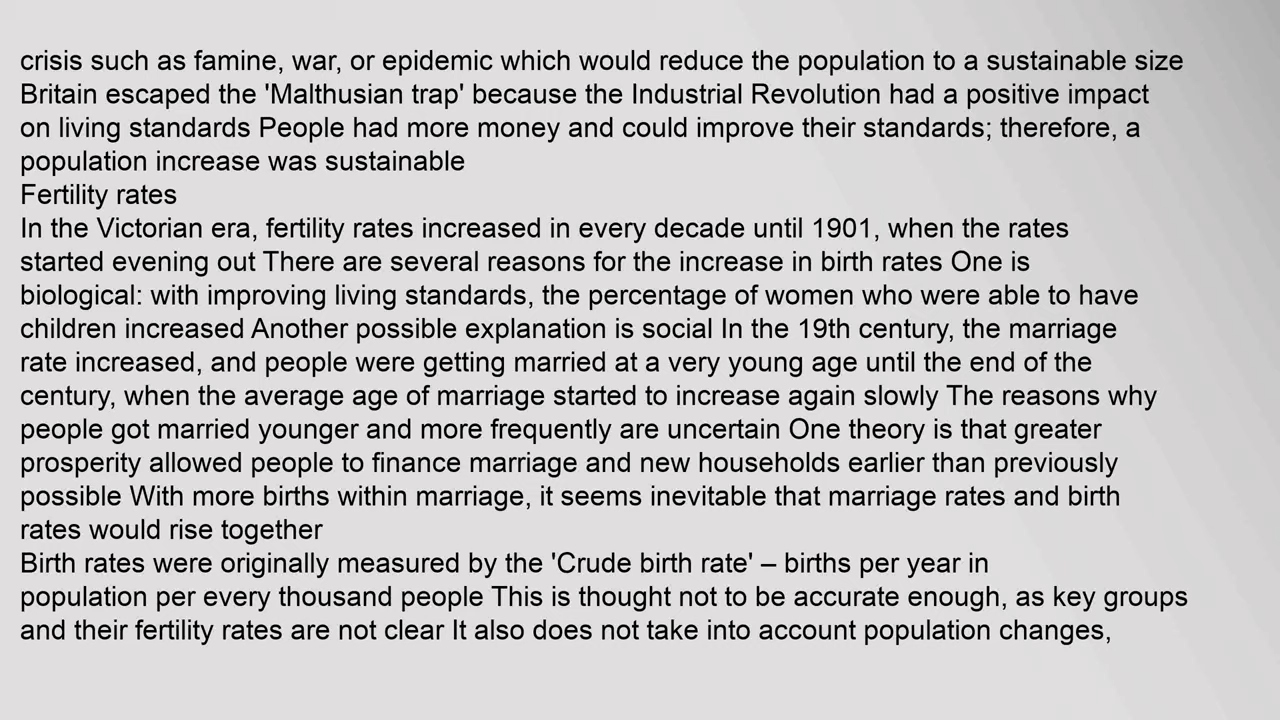 crisis such as famine, war, or epidemic which would reduce the population to a sustainable size
Britain escaped the 'Malthusian trap' because the Industrial Revolution had a positive impact
on living standards People had more money and could improve their standards; therefore, a
population increase was sustainable
Fertility rates
In the Victorian era, fertility rates increased in every decade until 1901, when the rates
started evening out There are several reasons for the increase in birth rates One is
biological: with improving living standards, the percentage of women who were able to have
children increased Another possible explanation is social In the 19th century, the marriage
rate increased, and people were getting married at a very young age until the end of the
century, when the average age of marriage started to increase again slowly The reasons why
people got married younger and more frequently are uncertain One theory is that greater
prosperity allowed people to finance marriage and new households earlier than previously
possible With more births within marriage, it seems inevitable that marriage rates and birth
rates would rise together
Birth rates were originally measured by the 'Crude birth rate' – births per year in
population per every thousand people This is thought not to be accurate enough, as key groups
and their fertility rates are not clear It also does not take into account population changes,